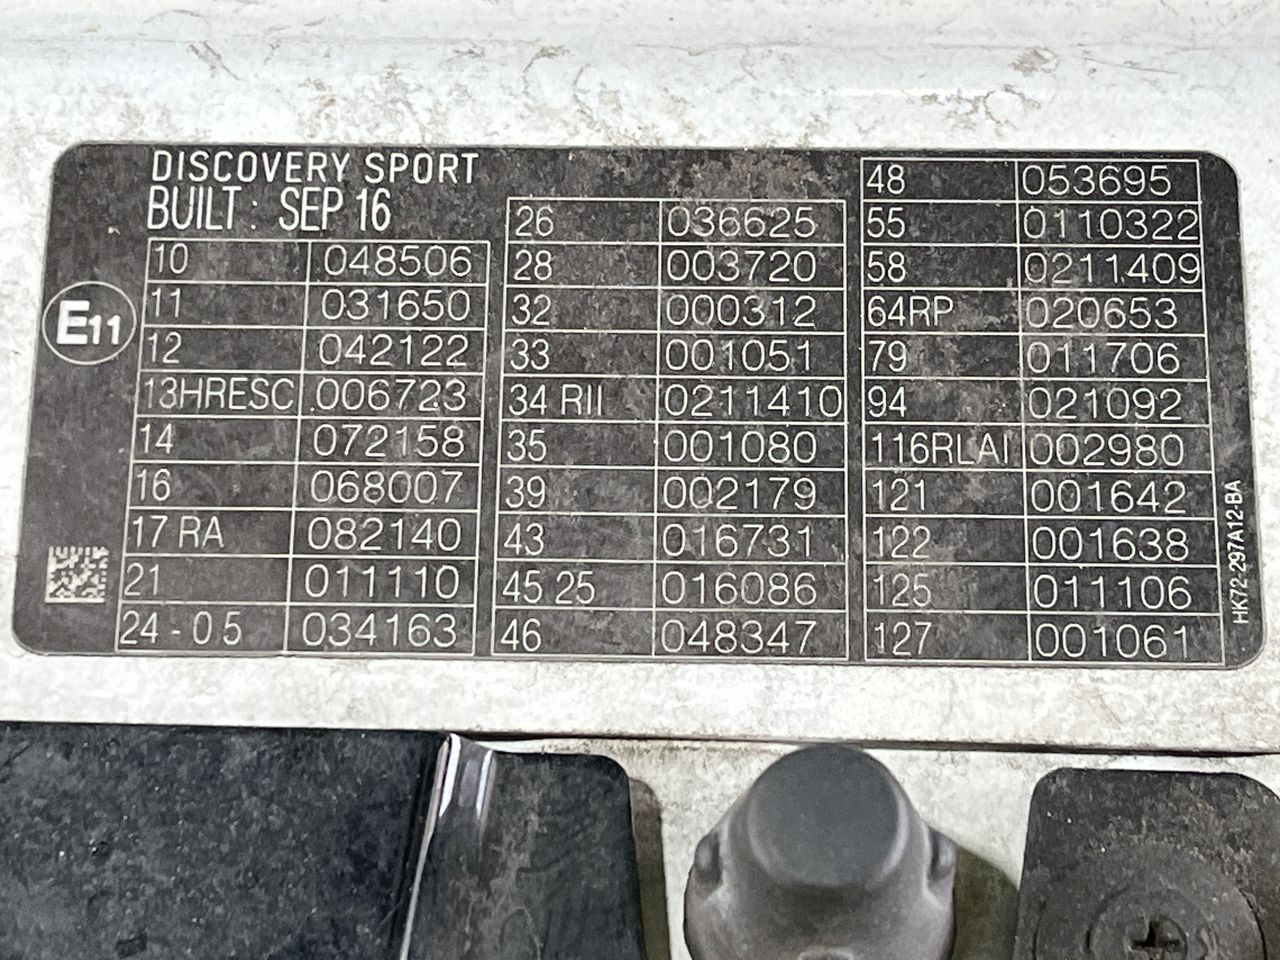 DISCOVERY SPORT
BUILT : SEP 16
E11
10 048506
11 031650
12 042122
13HRESC 006723
14 072158
16 068007
17 RA 082140
21 011110
24 - 05 034163
26 036625
28 003720
32 000312
33 001051
34 RII 0211410
35 001080
39 002179
43 016731
45 25 016086
46 048347
48 053695
55 0110322
58 0211409
64RP 020653
79 011706
94 021092
116RLAI 002980
121 001642
122 001638
125 011106
127 001061
HK72-297A12-BA